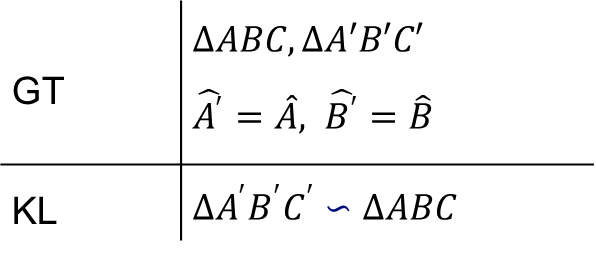 GT
ΔABC, ΔA′B′C′
Â′ = Â, B̂′ = B̂
KL
ΔA′B′C′ ∽ ΔABC